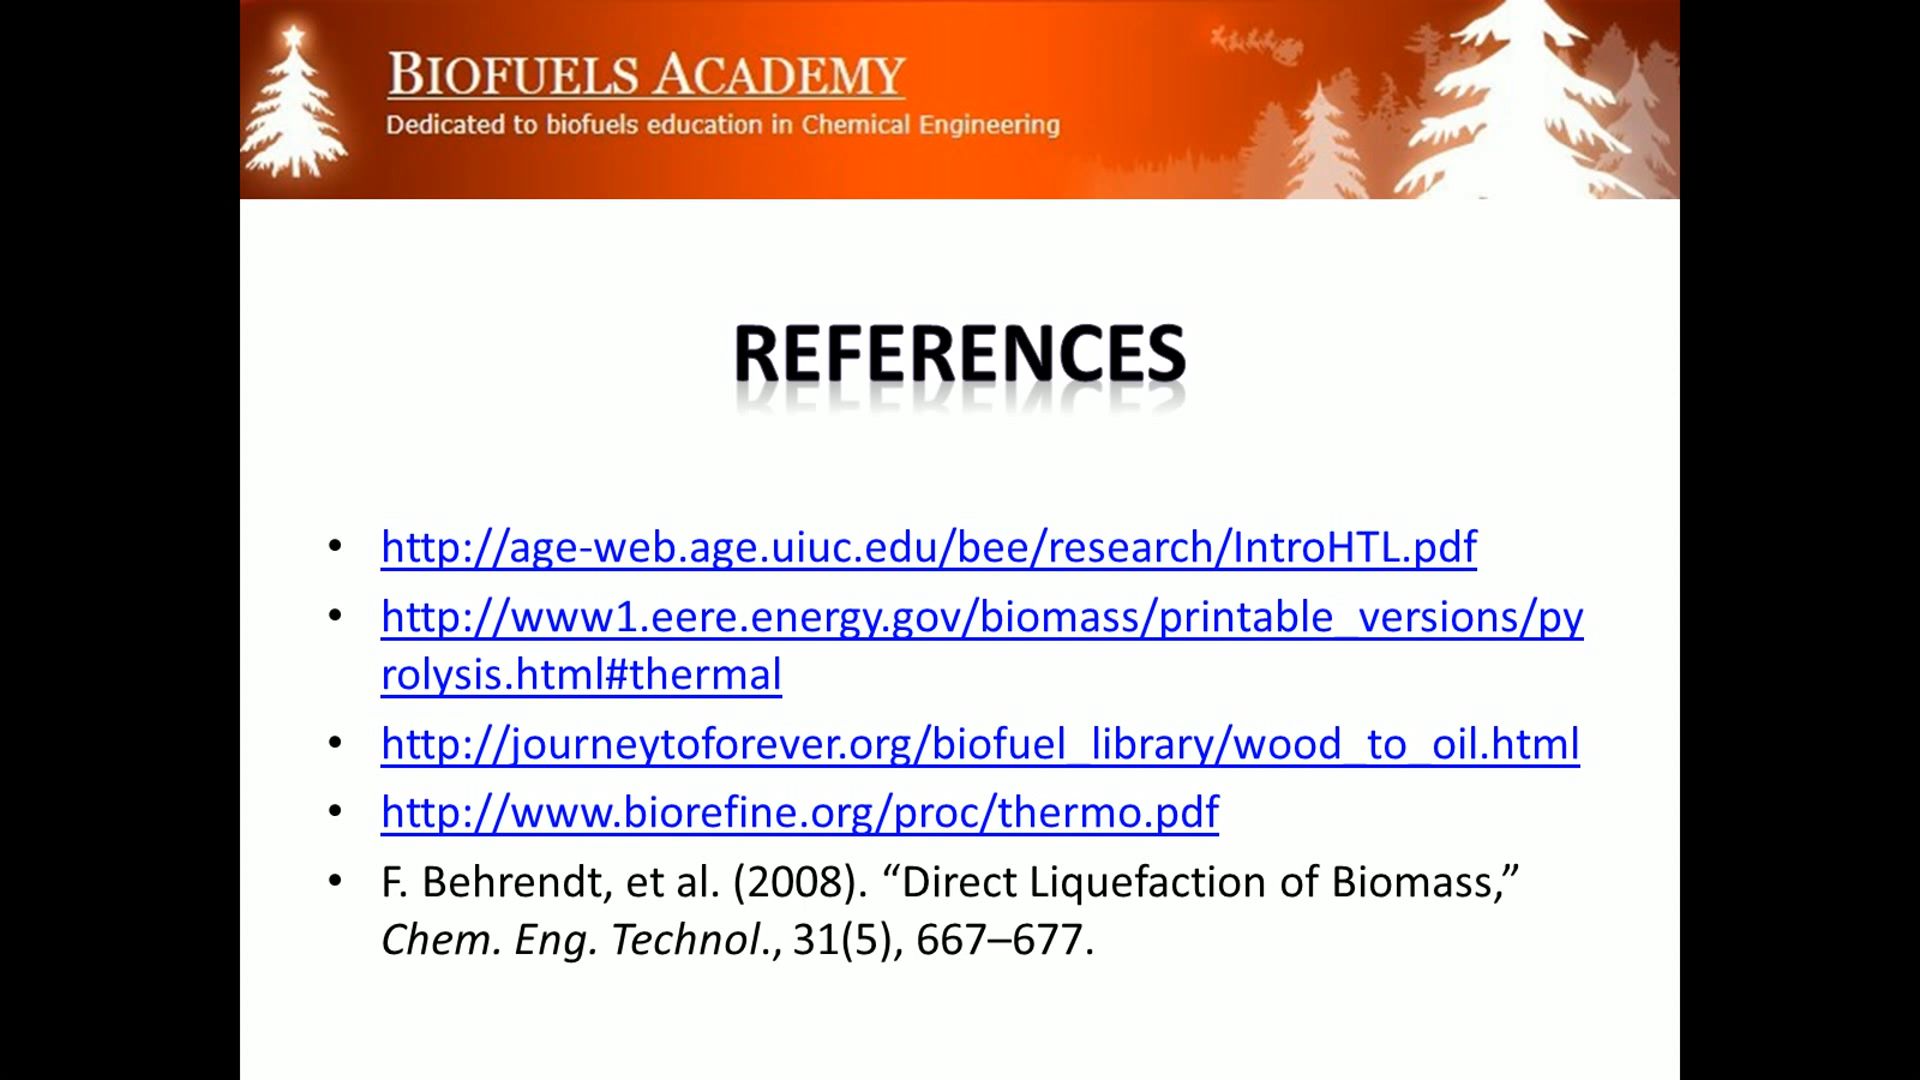 BIOFUELS ACADEMY
Dedicated to biofuels education in Chemical Engineering
REFERENCES
• http://age-web.age.uiuc.edu/bee/research/IntroHTL.pdf
• http://www1.eere.energy.gov/biomass/printable_versions/py
rolysis.html#thermal
• http://journeytoforever.org/biofuel_library/wood_to_oil.html
• http://www.biorefine.org/proc/thermo.pdf
• F. Behrendt, et al. (2008). “Direct Liquefaction of Biomass,”
Chem. Eng. Technol., 31(5), 667–677.